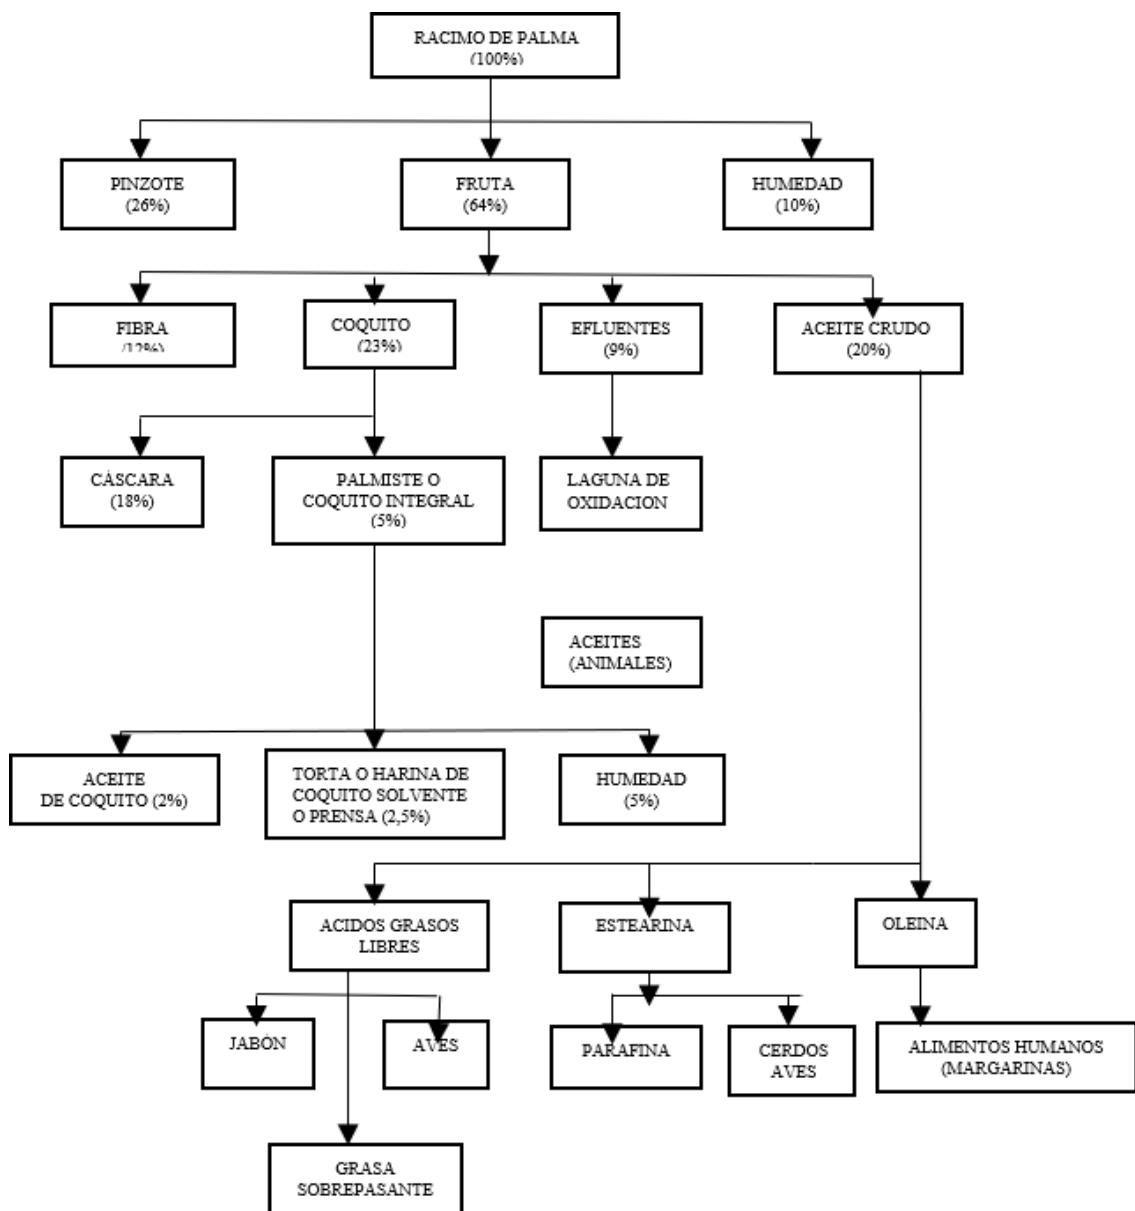 RACIMO DE PALMA
(100%)
PINZOTE
(26%)
FRUTA
(64%)
HUMEDAD
(10%)
FIBRA
(12%)
COQUITO
(23%)
EFLUENTES
(9%)
ACEITE CRUDO
(20%)
CÁSCARA
(18%)
PALMISTE O
COQUITO INTEGRAL
(5%)
LAGUNA DE
OXIDACION
ACEITES
(ANIMALES)
ACEITE
DE COQUITO (2%)
TORTA O HARINA DE
COQUITO SOLVENTE
O PRENSA (2,5%)
HUMEDAD
(5%)
ACIDOS GRASOS
LIBRES
ESTEARINA
OLEINA
JABÓN
AVES
PARAFINA
CERDOS
AVES
ALIMENTOS HUMANOS
(MARGARINAS)
GRASA
SOBREPASANTE